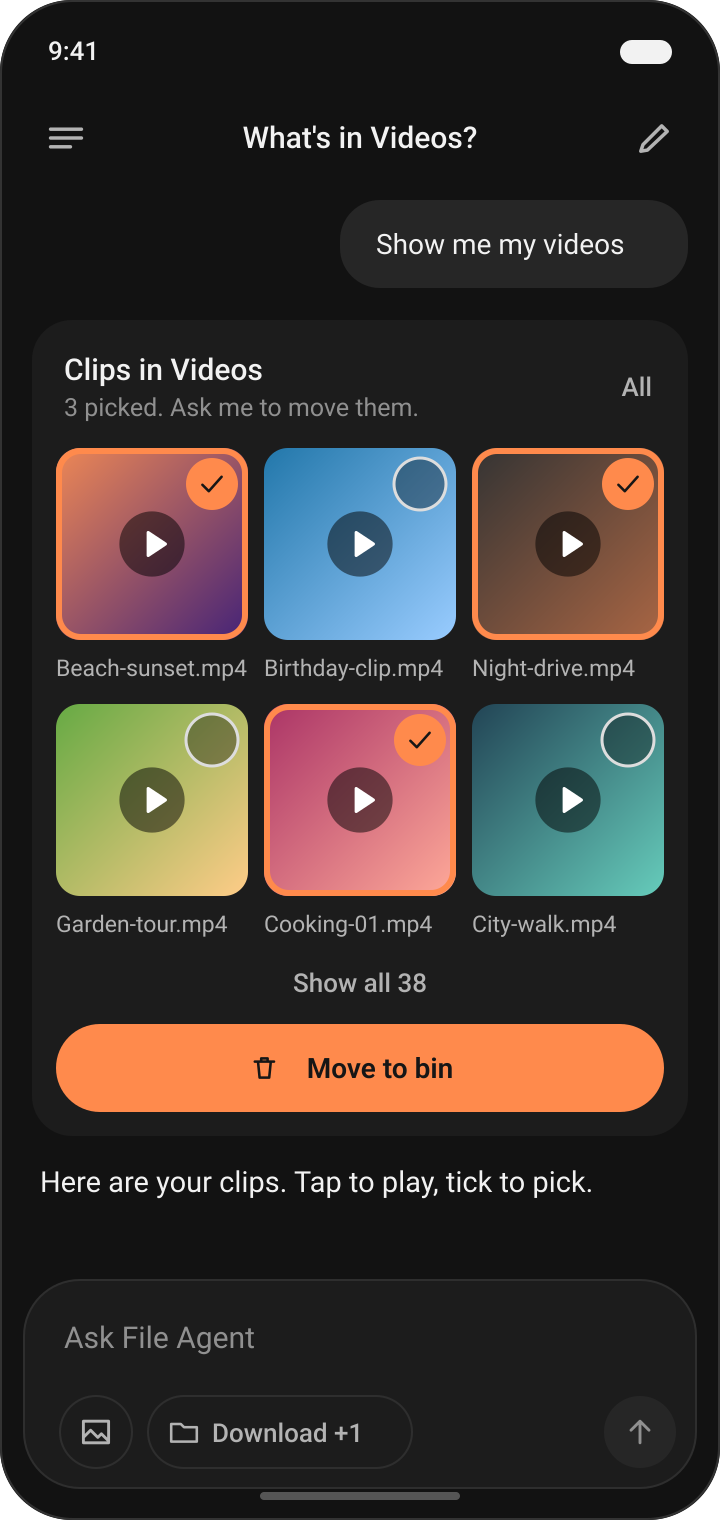 9:41
What's in Videos?
Show me my videos
Clips in Videos
3 picked. Ask me to move them.
All
Beach-sunset.mp4
Birthday-clip.mp4
Night-drive.mp4
Garden-tour.mp4
Cooking-01.mp4
City-walk.mp4
Show all 38
Move to bin
Here are your clips. Tap to play, tick to pick.
Ask File Agent
Download +1